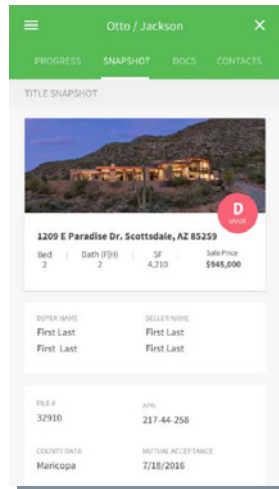 Otto / Jackson
PROGRESS SNAPSHOT DOCS CONTACTS
TITLE SNAPSHOT
D
GRADE
1209 E Paradise Dr. Scottsdale, AZ 85259
Bed Bath (F|H) SF Sale Price
2 2 4,210 $945,000
BUYER NAME SELLER NAME
First Last First Last
First Last First Last
FILE # APN
32910 217-44-258
COUNTY DATA MUTUAL ACCEPTANCE
Maricopa 7/18/2016